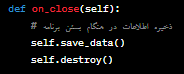 def on_close(self):
# ذخیره اطلاعات در هنگام بستن برنامه
self.save_data()
self.destroy()